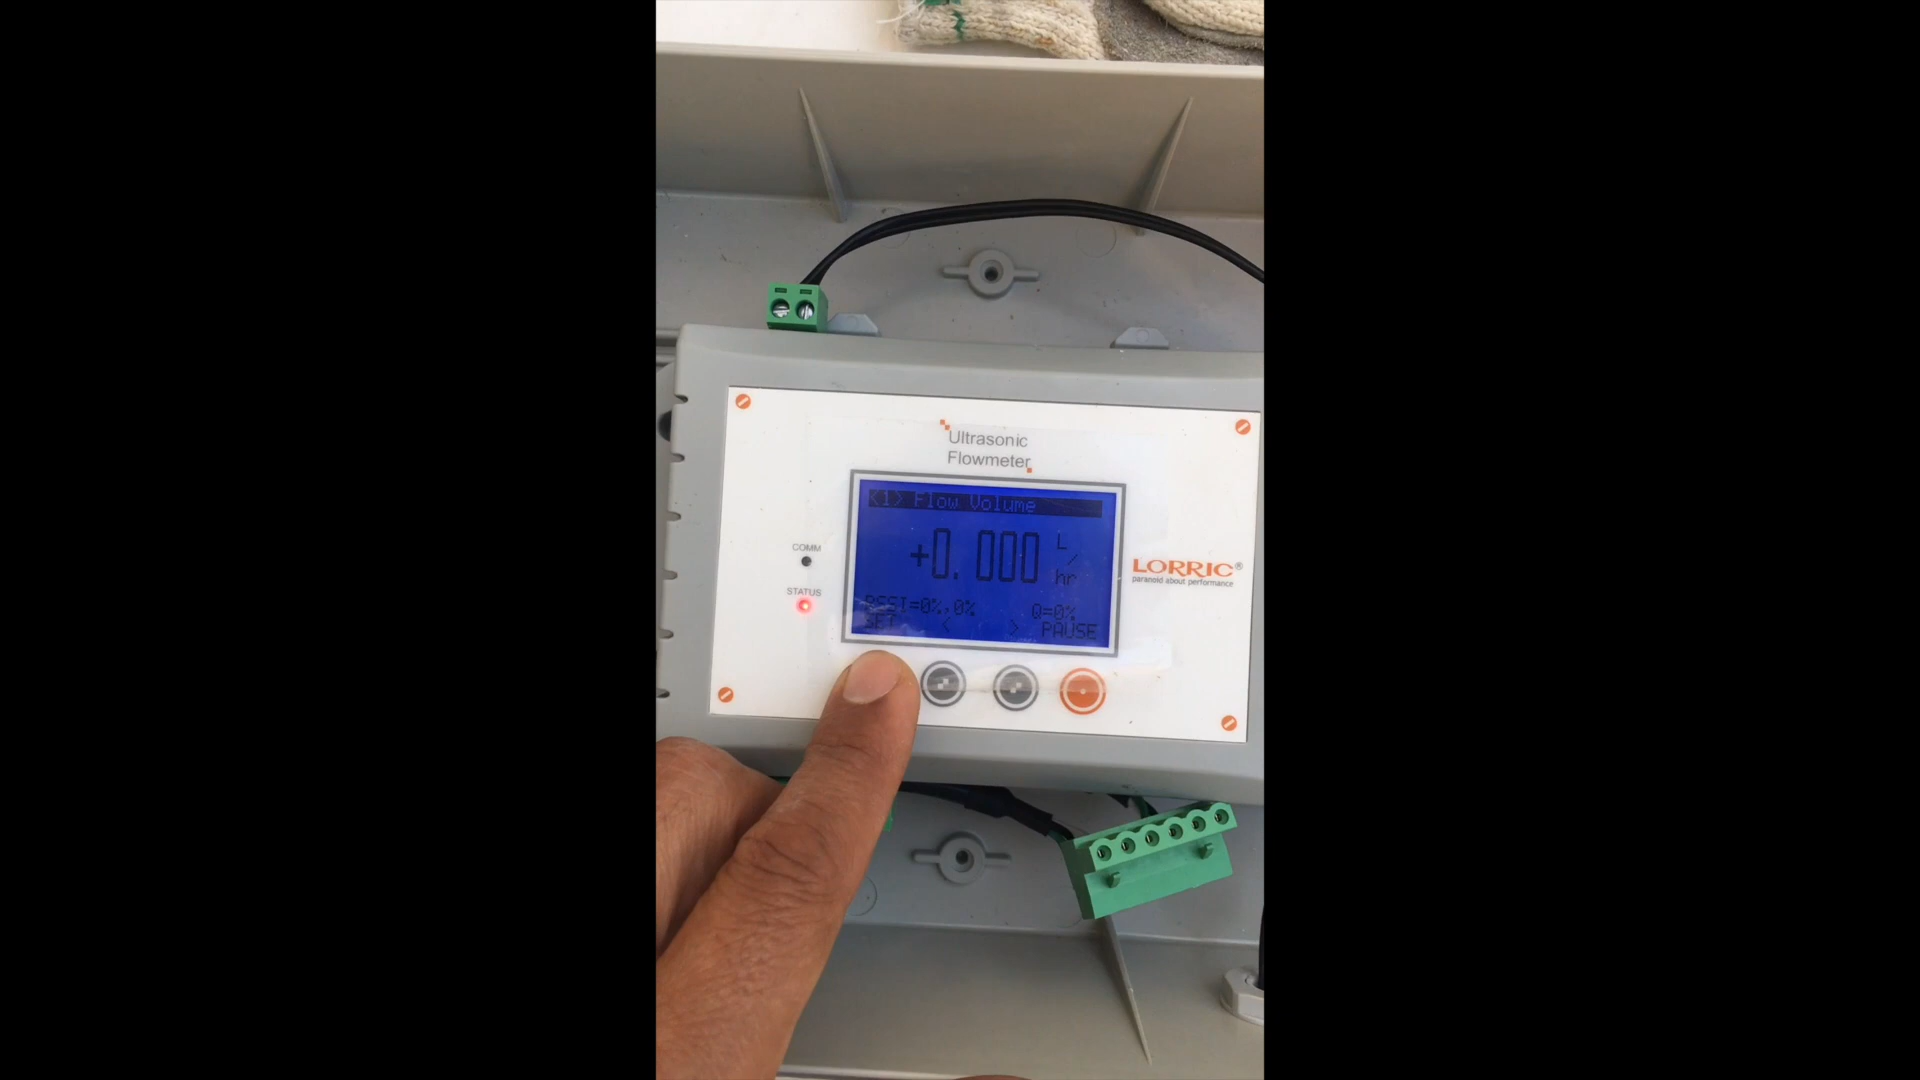 Ultrasonic
Flowmeter
<1> Flow Volume
+0.000 L/hr
RSSI=0%,0% Q=0%
SET < > PAUSE
COMM
STATUS
LORRIC®
paranoid about performance